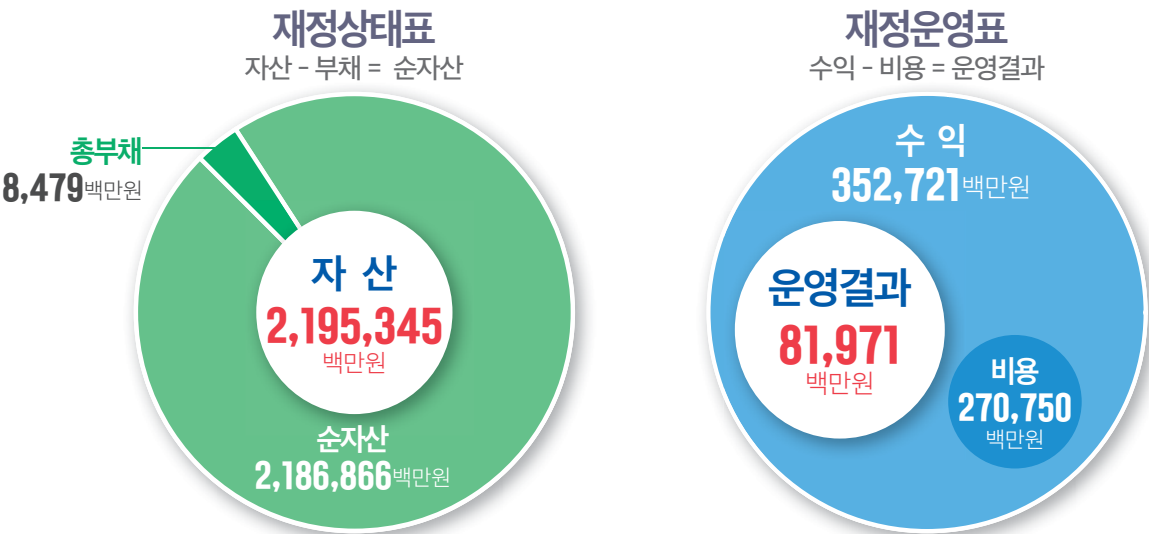 재정상태표
자산 - 부채 = 순자산
총부채
8,479백만원
자 산
2,195,345
백만원
순자산
2,186,866백만원
재정운영표
수익 - 비용 = 운영결과
수 익
352,721백만원
운영결과
81,971
백만원
비용
270,750
백만원